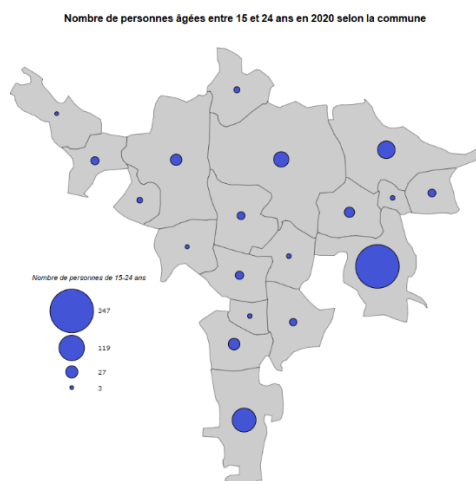 Nombre de personnes âgées entre 15 et 24 ans en 2020 selon la commune
Nombre de personnes de 15-24 ans
347
119
27
3